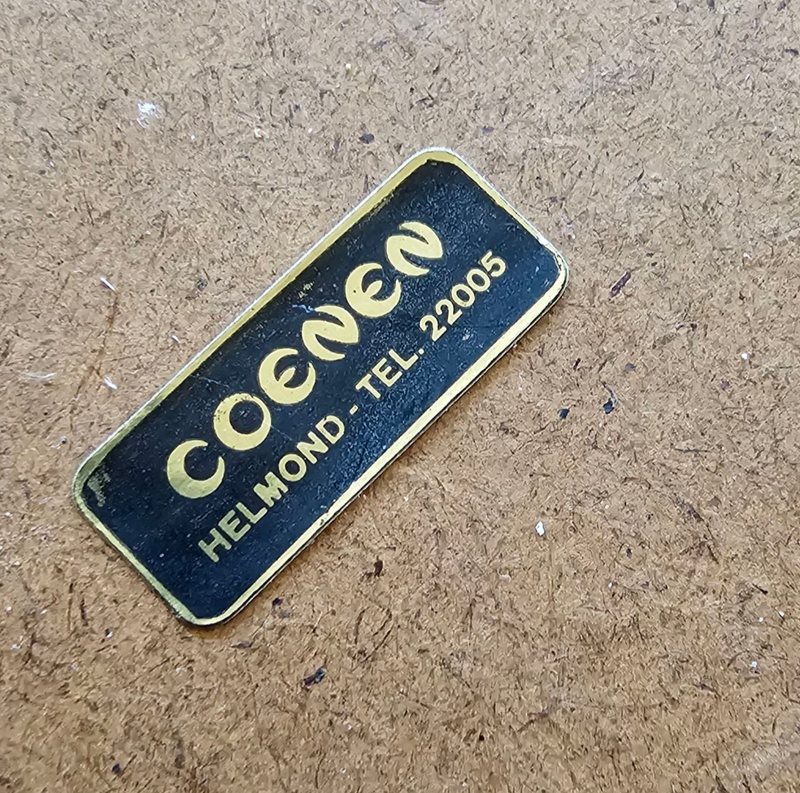 COENEN
HELMOND - TEL. 22005